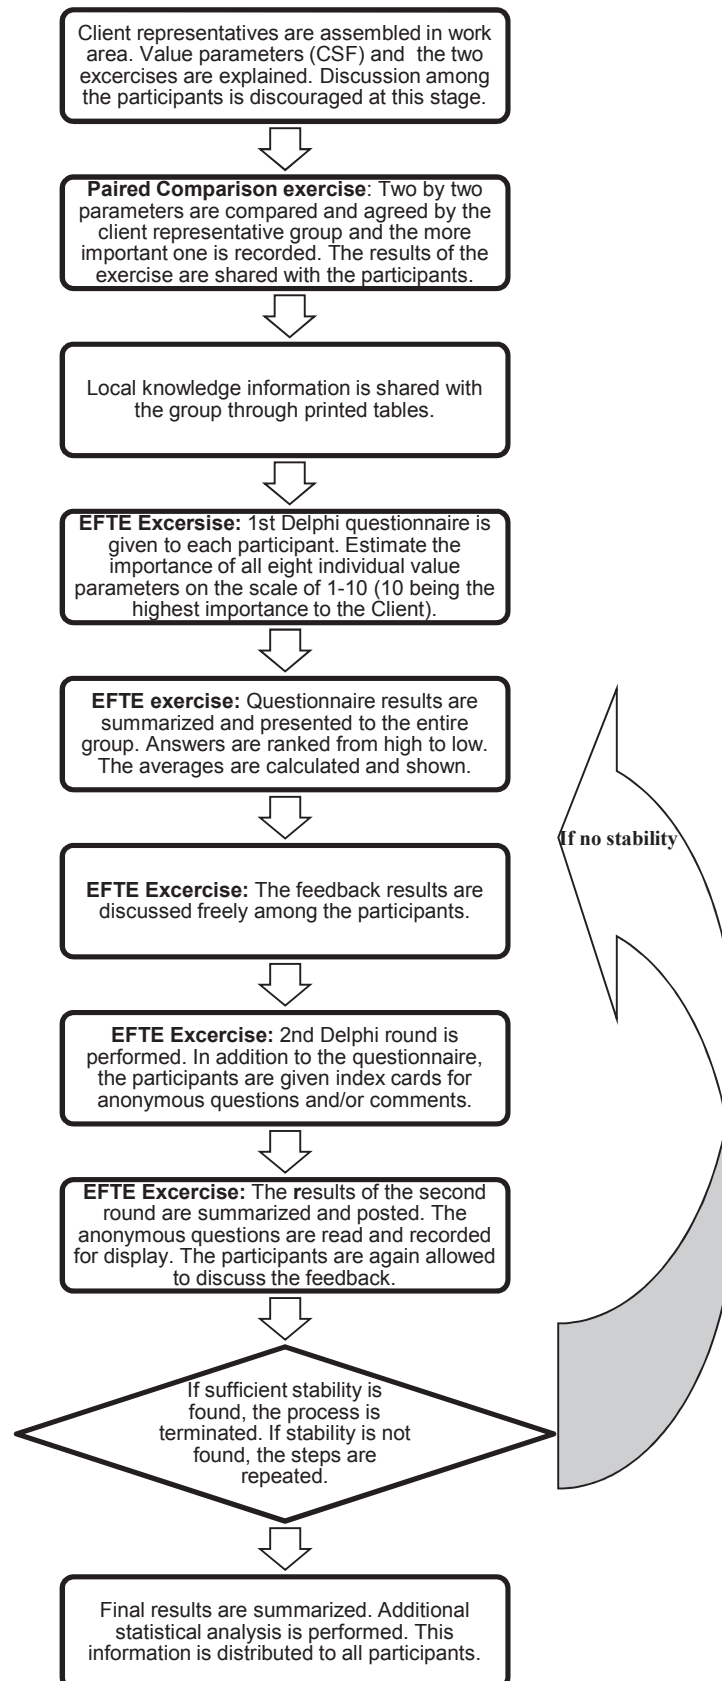 Client representatives are assembled in work
area. Value parameters (CSF) and the two
excercises are explained. Discussion among
the participants is discouraged at this stage.
Paired Comparison exercise: Two by two
parameters are compared and agreed by the
client representative group and the more
important one is recorded. The results of the
exercise are shared with the participants.
Local knowledge information is shared with
the group through printed tables.
EFTE Excersise: 1st Delphi questionnaire is
given to each participant. Estimate the
importance of all eight individual value
parameters on the scale of 1-10 (10 being the
highest importance to the Client).
EFTE exercise: Questionnaire results are
summarized and presented to the entire
group. Answers are ranked from high to low.
The averages are calculated and shown.
If no stability
EFTE Excercise: The feedback results are
discussed freely among the participants.
EFTE Excercise: 2nd Delphi round is
performed. In addition to the questionnaire,
the participants are given index cards for
anonymous questions and/or comments.
EFTE Excercise: The results of the second
round are summarized and posted. The
anonymous questions are read and recorded
for display. The participants are again allowed
to discuss the feedback.
If sufficient stability is
found, the process is
terminated. If stability is not
found, the steps are
repeated.
Final results are summarized. Additional
statistical analysis is performed. This
information is distributed to all participants.